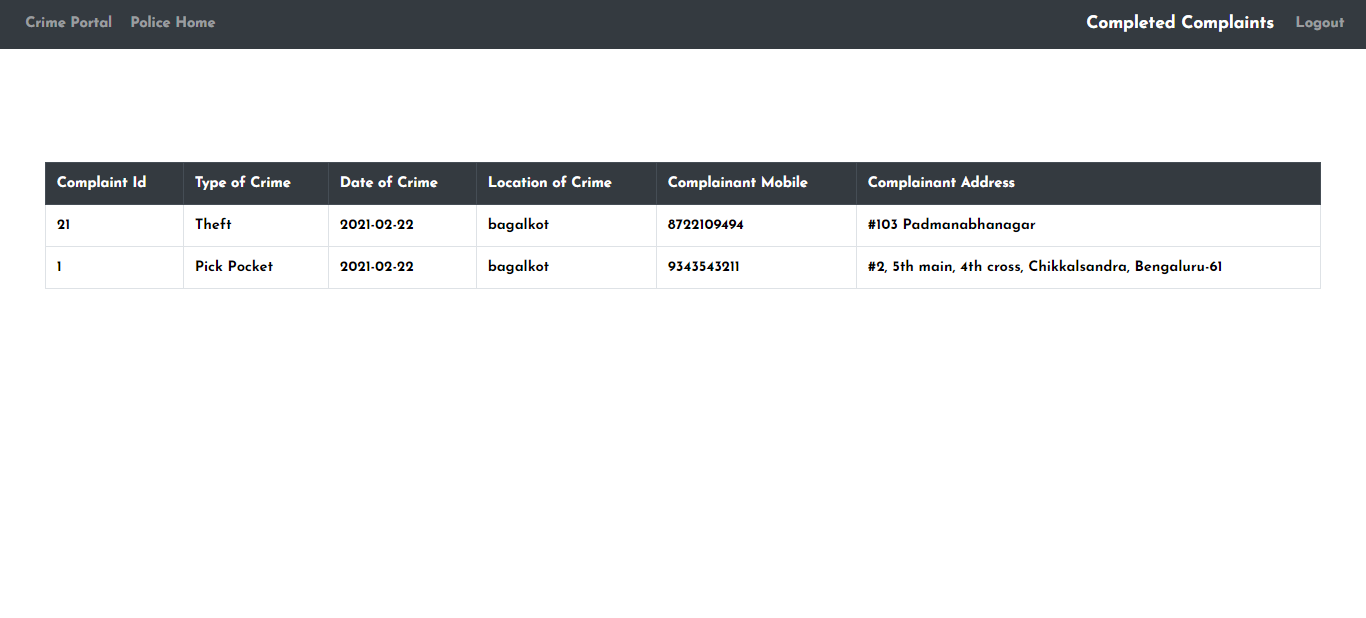 Crime Portal Police Home Completed Complaints Logout
Complaint Id Type of Crime Date of Crime Location of Crime Complainant Mobile Complainant Address
21 Theft 2021-02-22 bagalkot 8722109494 #103 Padmanabhanagar
1 Pick Pocket 2021-02-22 bagalkot 9343543211 #2, 5th main, 4th cross, Chikkalsandra, Bengaluru-61